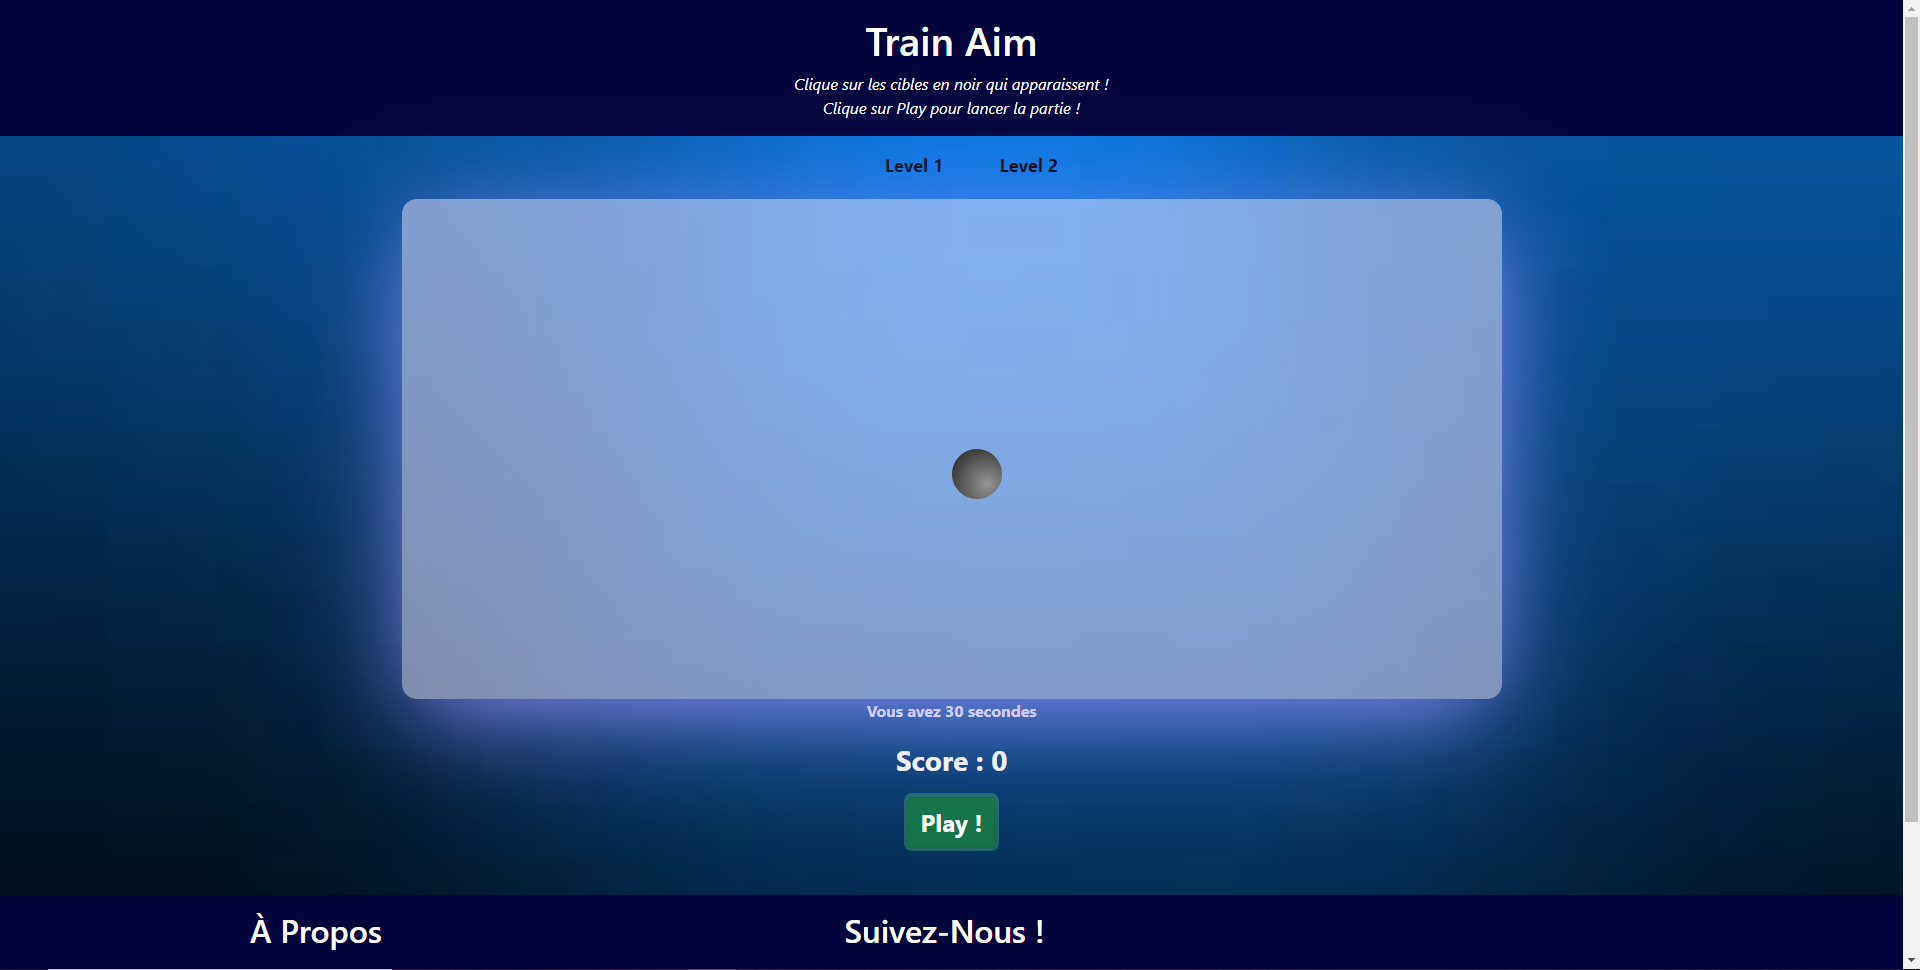 Train Aim
Clique sur les cibles en noir qui apparaissent !
Clique sur Play pour lancer la partie !
Level 1 Level 2
Vous avez 30 secondes
Score : 0
Play !
À Propos Suivez-Nous !